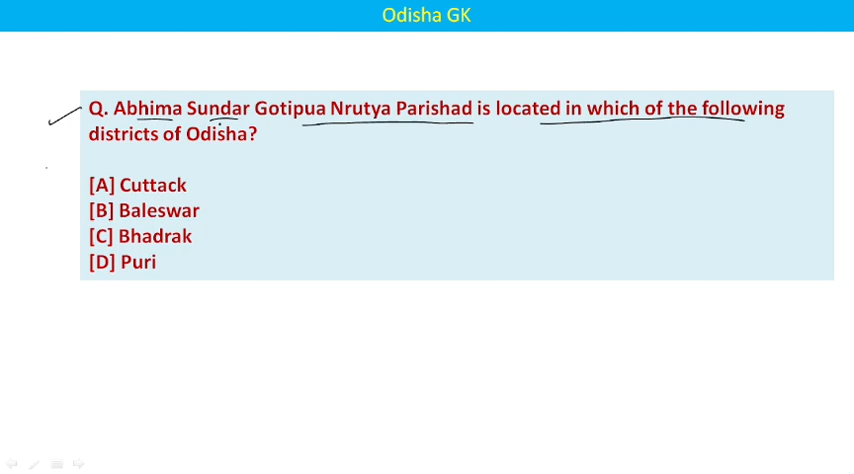 Odisha GK
Q. Abhima Sundar Gotipua Nrutya Parishad is located in which of the following
districts of Odisha?
[A] Cuttack
[B] Baleswar
[C] Bhadrak
[D] Puri